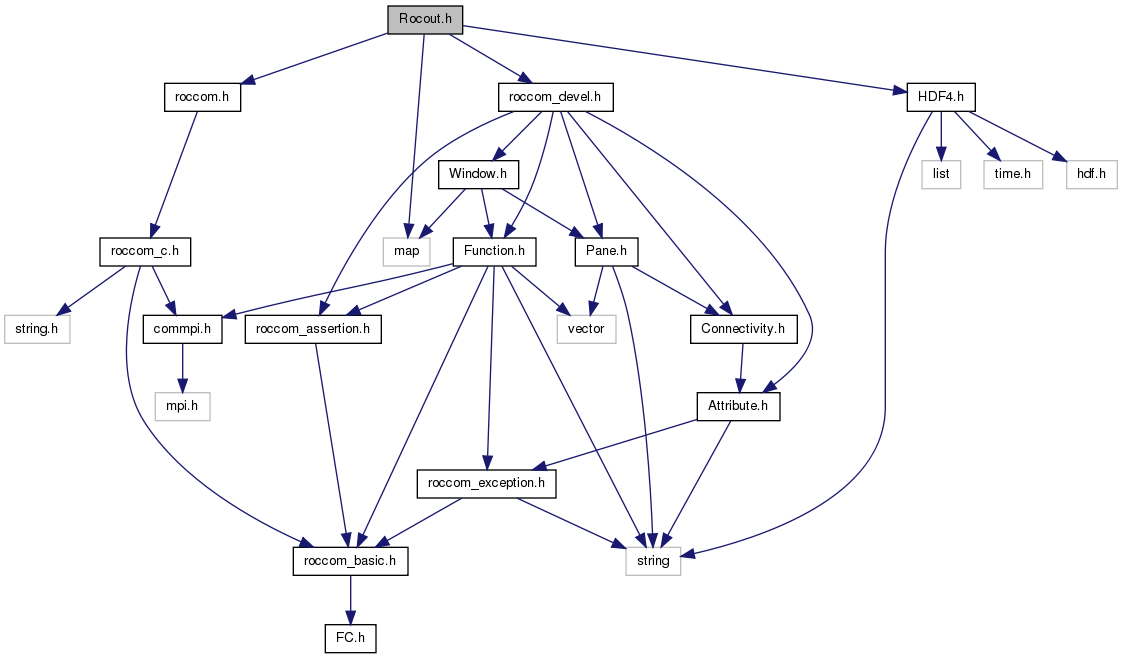 Rocout.h
roccom.h
roccom_devel.h
HDF4.h
Window.h
list
time.h
hdf.h
roccom_c.h
map
Function.h
Pane.h
string.h
commpi.h
roccom_assertion.h
vector
Connectivity.h
mpi.h
Attribute.h
roccom_exception.h
roccom_basic.h
string
FC.h